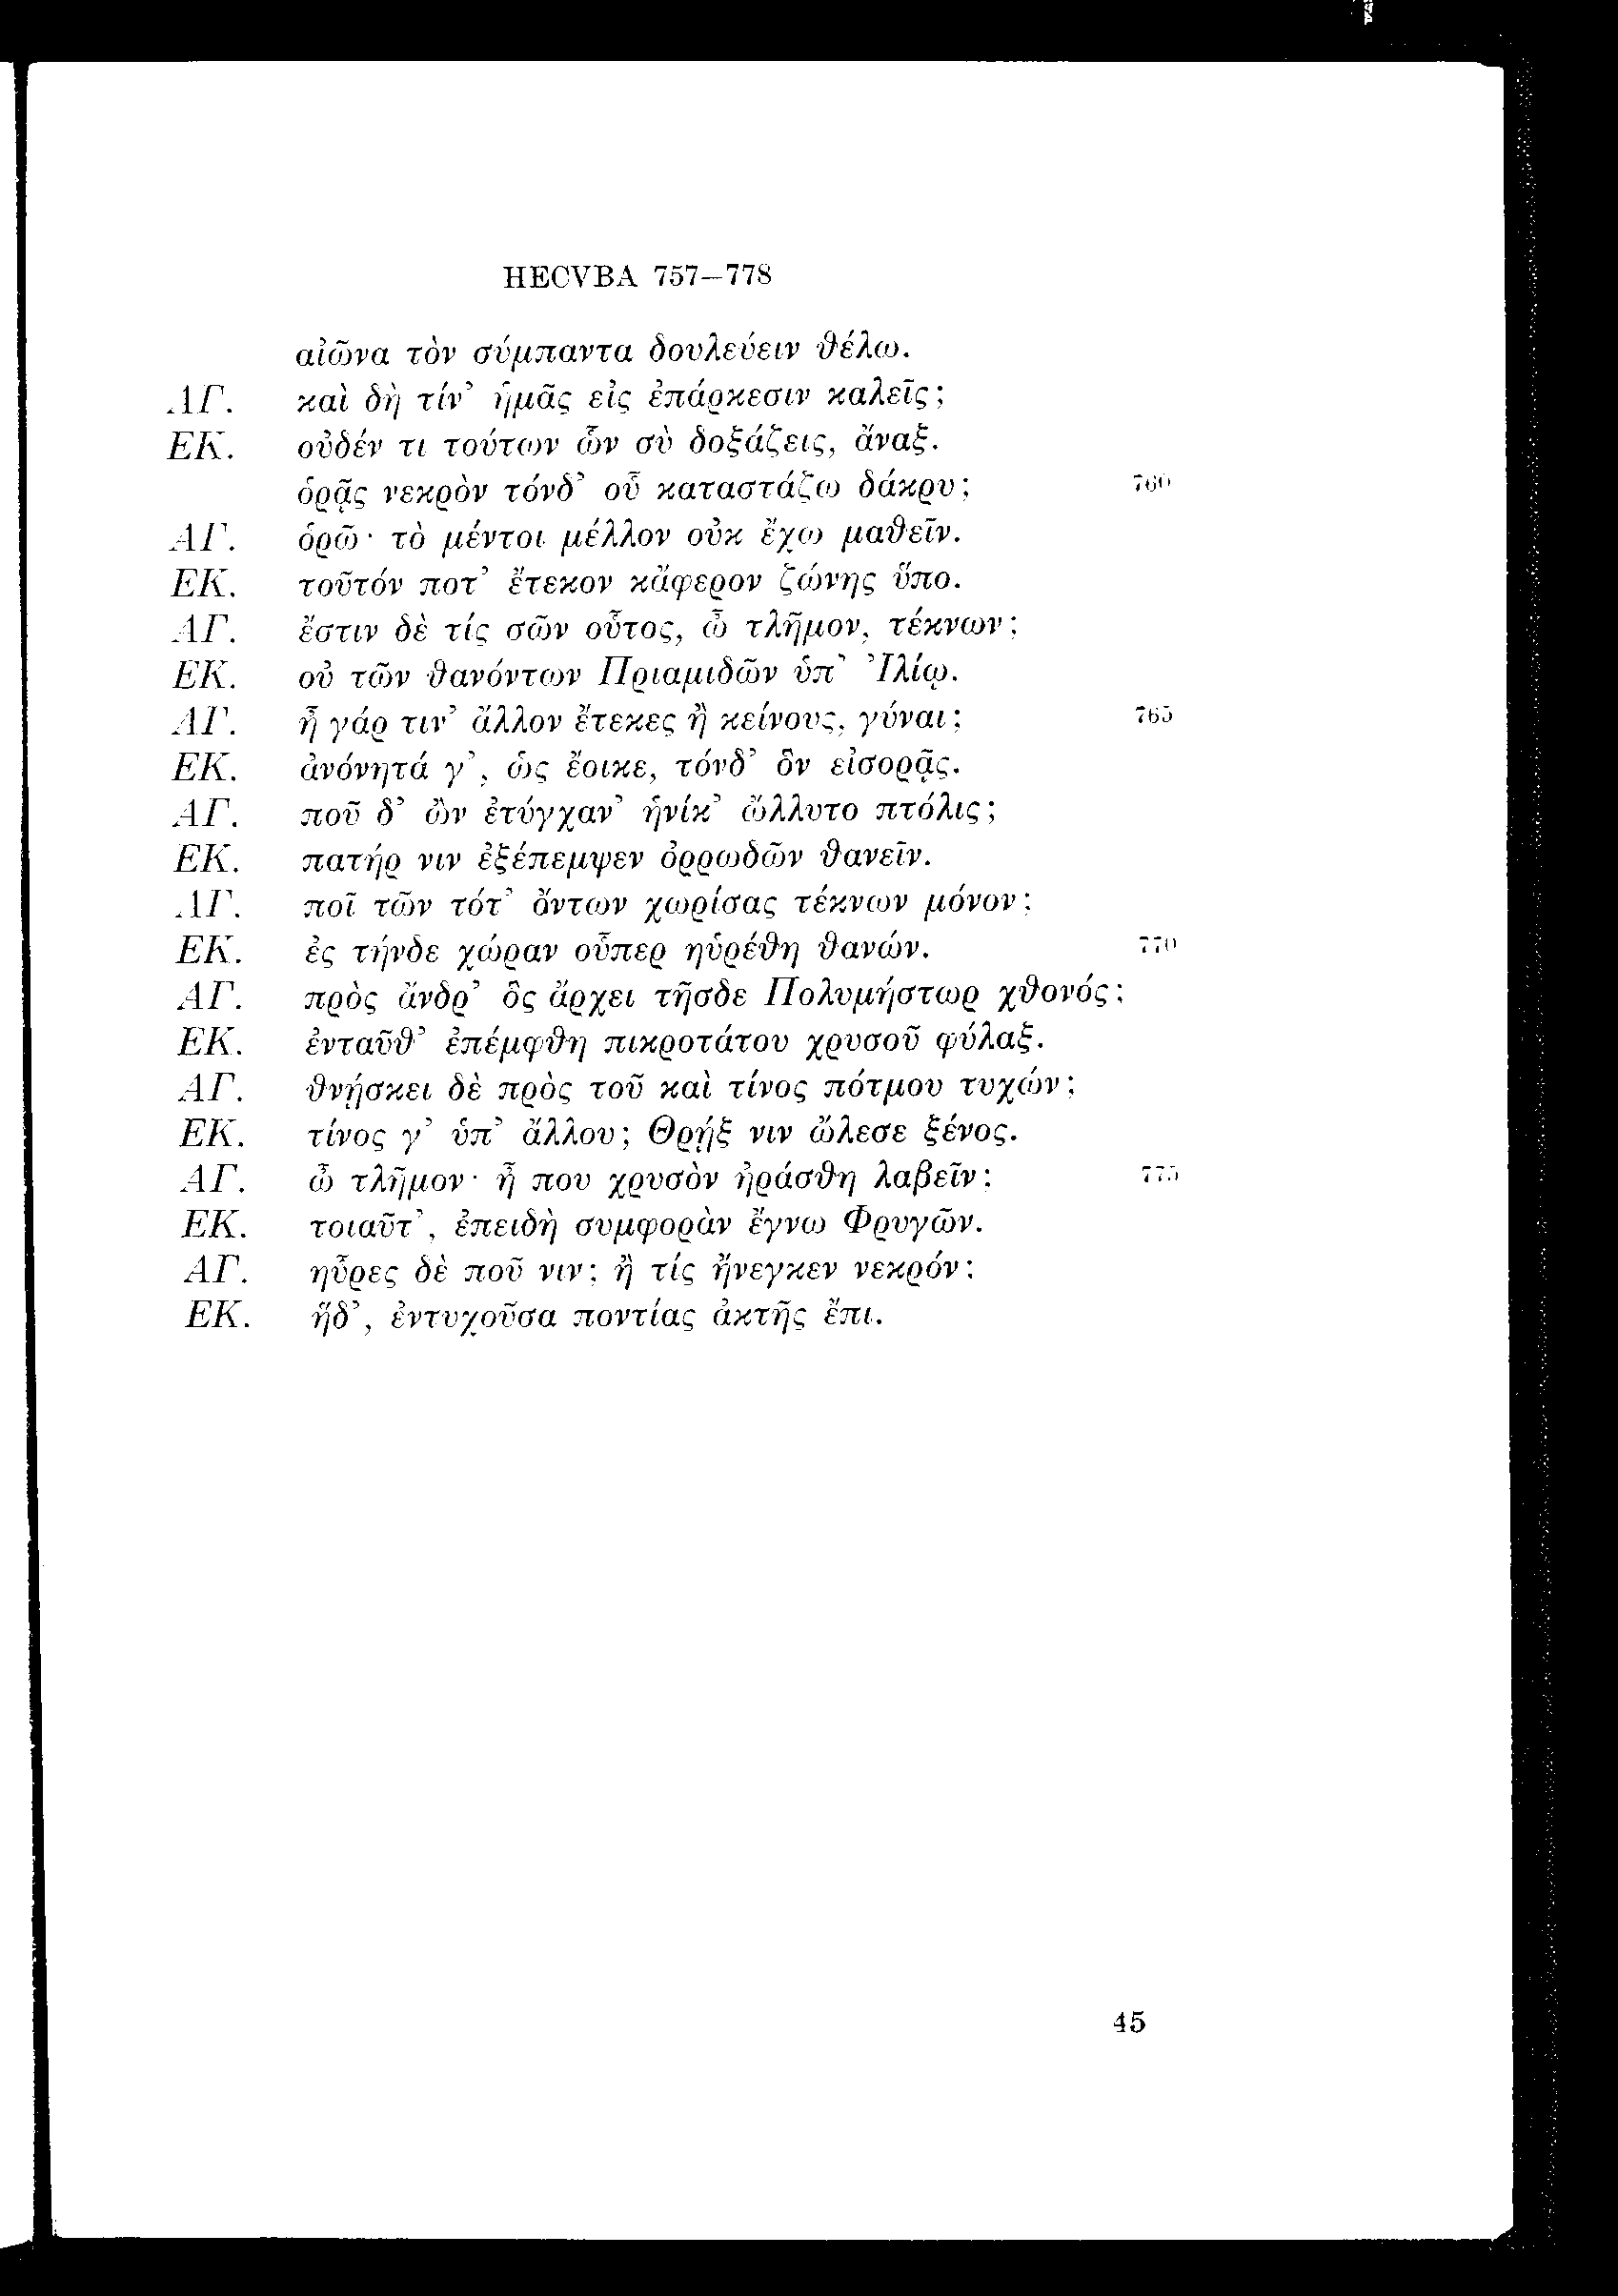 HECVBA 757–778
αἰῶνα τὸν σύμπαντα δουλεύειν θέλω.
ΑΓ. καὶ δὴ τίν’ ἡμᾶς εἰς ἐπάρκεσιν καλεῖς;
ΕΚ. οὐδέν τι τούτων ὧν σὺ δοξάζεις, ἄναξ.
ὁρᾷς νεκρὸν τόνδ’ οὗ καταστάζω δάκρυ; 760
ΑΓ. ὁρῶ· τὸ μέντοι μέλλον οὐκ ἔχω μαθεῖν.
ΕΚ. τοῦτόν ποτ’ ἔτεκον κἄφερον ζώνης ὕπο.
ΑΓ. ἔστιν δὲ τίς σῶν οὗτος, ὦ τλῆμον, τέκνων;
ΕΚ. οὐ τῶν θανόντων Πριαμιδῶν ὑπ’ Ἰλίῳ.
ΑΓ. ἦ γάρ τιν’ ἄλλον ἔτεκες ἢ κείνους, γύναι; 765
ΕΚ. ἀνόνητά γ’, ὡς ἔοικε, τόνδ’ ὃν εἰσορᾷς.
ΑΓ. ποῦ δ’ ὢν ἐτύγχαν’ ἡνίκ’ ὤλλυτο πτόλις;
ΕΚ. πατήρ νιν ἐξέπεμψεν ὀρρωδῶν θανεῖν.
ΑΓ. ποῖ τῶν τότ’ ὄντων χωρίσας τέκνων μόνον;
ΕΚ. ἐς τήνδε χώραν οὗπερ ηὑρέθη θανών. 770
ΑΓ. πρὸς ἄνδρ’ ὃς ἄρχει τῆσδε Πολυμήστωρ χθονός;
ΕΚ. ἐνταῦθ’ ἐπέμφθη πικροτάτου χρυσοῦ φύλαξ.
ΑΓ. θνῄσκει δὲ πρὸς τοῦ καὶ τίνος πότμου τυχών;
ΕΚ. τίνος γ’ ὑπ’ ἄλλου; Θρῄξ νιν ὤλεσε ξένος.
ΑΓ. ὦ τλῆμον· ἦ που χρυσὸν ἠράσθη λαβεῖν; 775
ΕΚ. τοιαῦτ’, ἐπειδὴ συμφορὰν ἔγνω Φρυγῶν.
ΑΓ. ηὗρες δὲ ποῦ νιν; ἢ τίς ἤνεγκεν νεκρόν;
ΕΚ. ἥδ’, ἐντυχοῦσα ποντίας ἀκτῆς ἔπι.
45